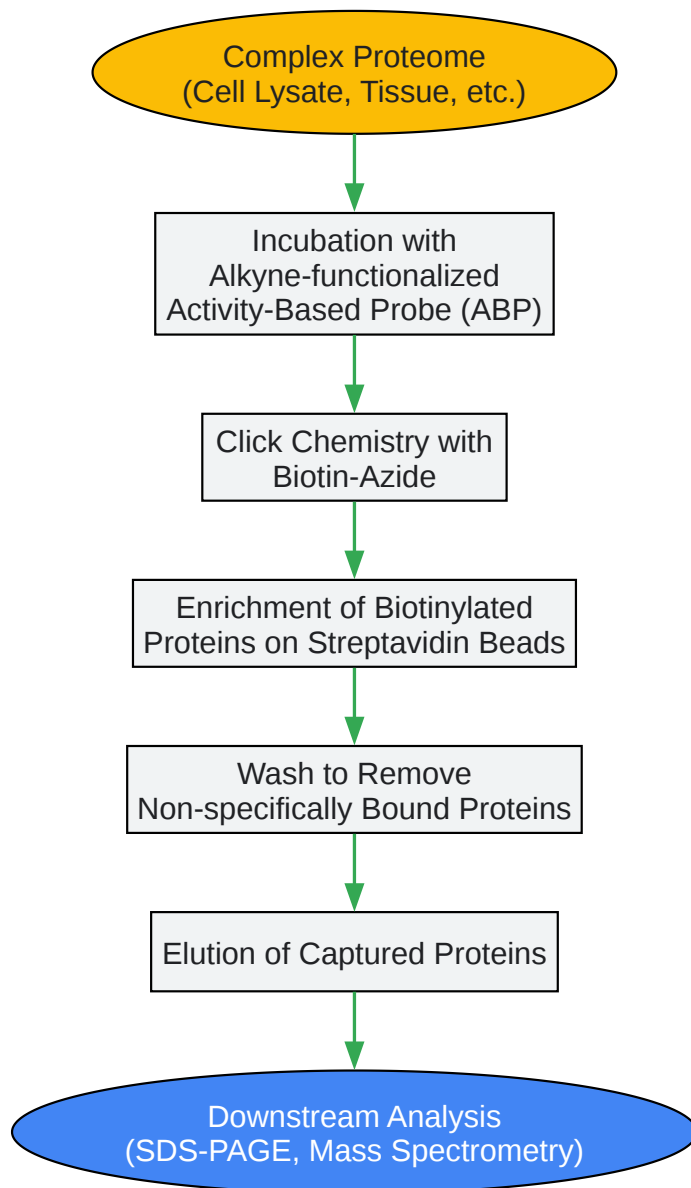 Complex Proteome
(Cell Lysate, Tissue, etc.)
Incubation with
Alkyne-functionalized
Activity-Based Probe (ABP)
Click Chemistry with
Biotin-Azide
Enrichment of Biotinylated
Proteins on Streptavidin Beads
Wash to Remove
Non-specifically Bound Proteins
Elution of Captured Proteins
Downstream Analysis
(SDS-PAGE, Mass Spectrometry)